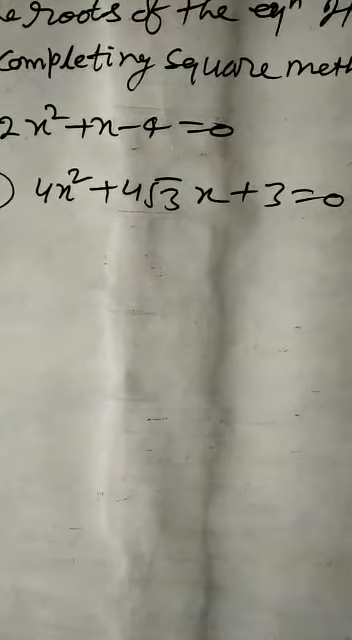 e roots of the eqⁿ
Completing Square meth
2x²+x-4=0
) 4x²+4√3 x+3=0